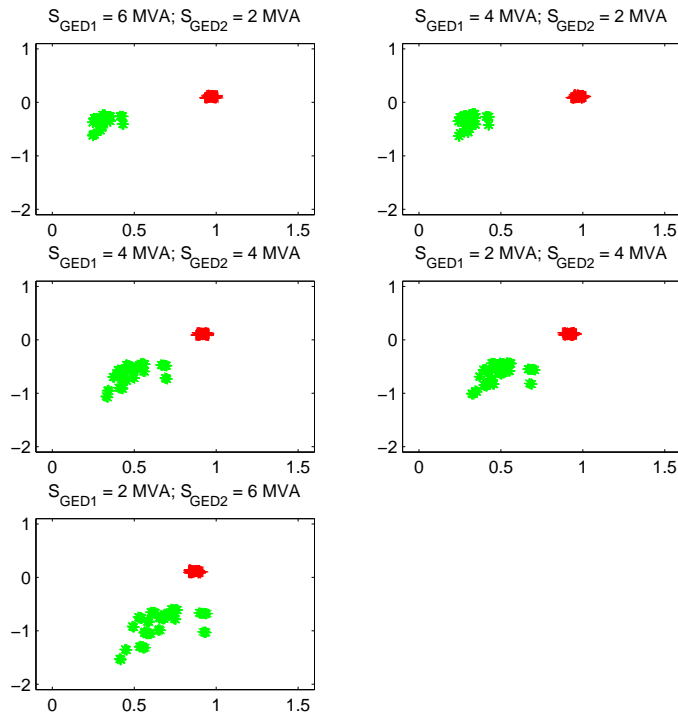 S_GED1 = 6 MVA; S_GED2 = 2 MVA
1
0
−1
−2
0 0.5 1 1.5
S_GED1 = 4 MVA; S_GED2 = 2 MVA
1
0
−1
−2
0 0.5 1 1.5
S_GED1 = 4 MVA; S_GED2 = 4 MVA
1
0
−1
−2
0 0.5 1 1.5
S_GED1 = 2 MVA; S_GED2 = 4 MVA
1
0
−1
−2
0 0.5 1 1.5
S_GED1 = 2 MVA; S_GED2 = 6 MVA
1
0
−1
−2
0 0.5 1 1.5